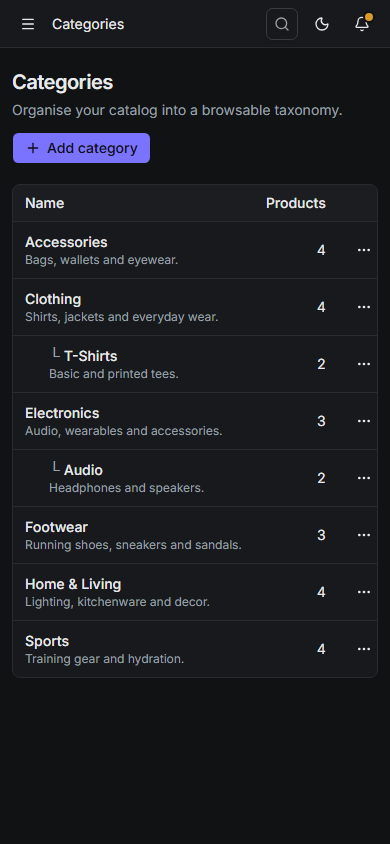 Categories
Categories
Organise your catalog into a browsable taxonomy.
+ Add category
Name Products
Accessories 4
Bags, wallets and eyewear.
Clothing 4
Shirts, jackets and everyday wear.
└ T-Shirts 2
Basic and printed tees.
Electronics 3
Audio, wearables and accessories.
└ Audio 2
Headphones and speakers.
Footwear 3
Running shoes, sneakers and sandals.
Home & Living 4
Lighting, kitchenware and decor.
Sports 4
Training gear and hydration.